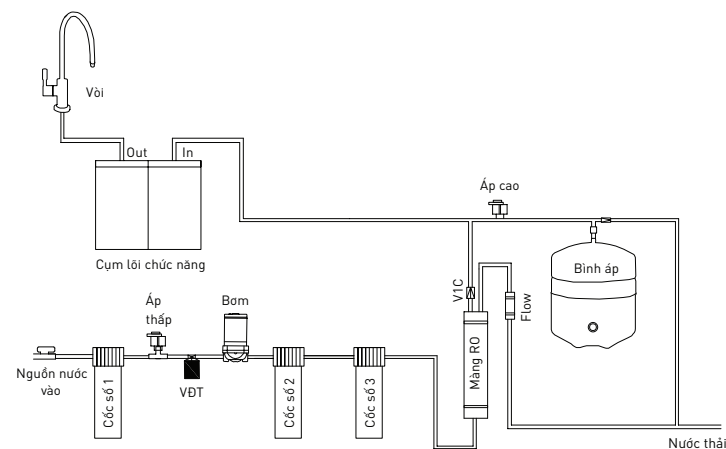 Vòi
Out
In
Áp cao
Cụm lõi chức năng
Bình áp
V1C
Flow
Áp
thấp
Bơm
Màng RO
Nguồn nước
vào
Cốc số 1
VĐT
Cốc số 2
Cốc số 3
Nước thải